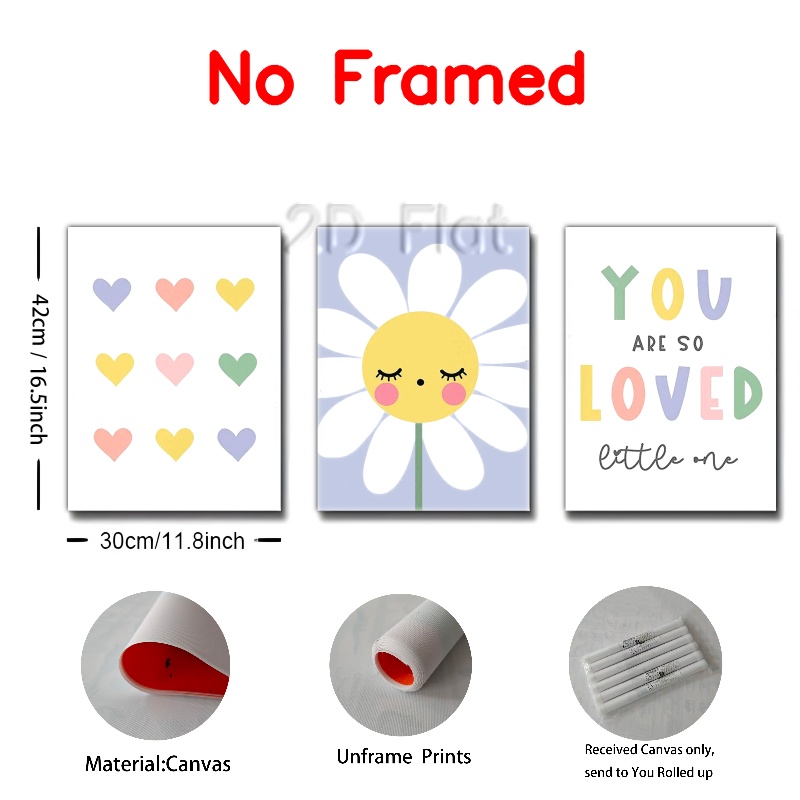 No Framed
2D Flat
42cm / 16.5inch
YOU
ARE SO
LOVED
little one
30cm/11.8inch
Material:Canvas
Unframe Prints
Received Canvas only,
send to You Rolled up